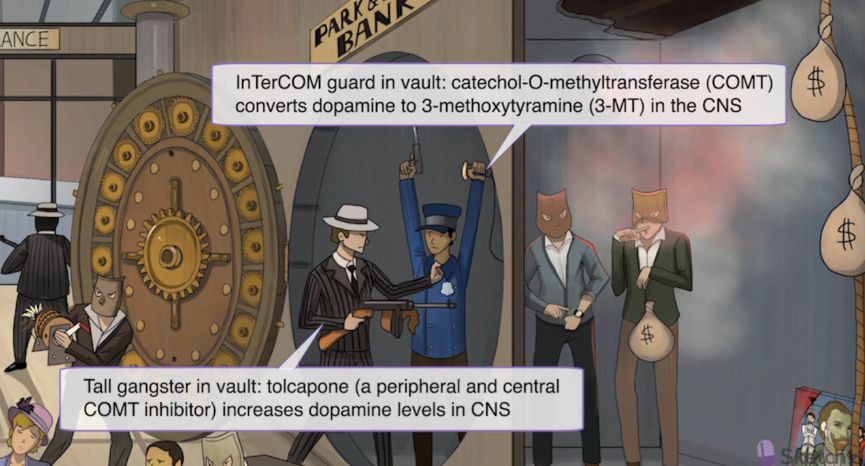 ANCE
PARK &
BANK
InTerCOM guard in vault: catechol-O-methyltransferase (COMT)
converts dopamine to 3-methoxytyramine (3-MT) in the CNS
$
$
$
Tall gangster in vault: tolcapone (a peripheral and central
COMT inhibitor) increases dopamine levels in CNS